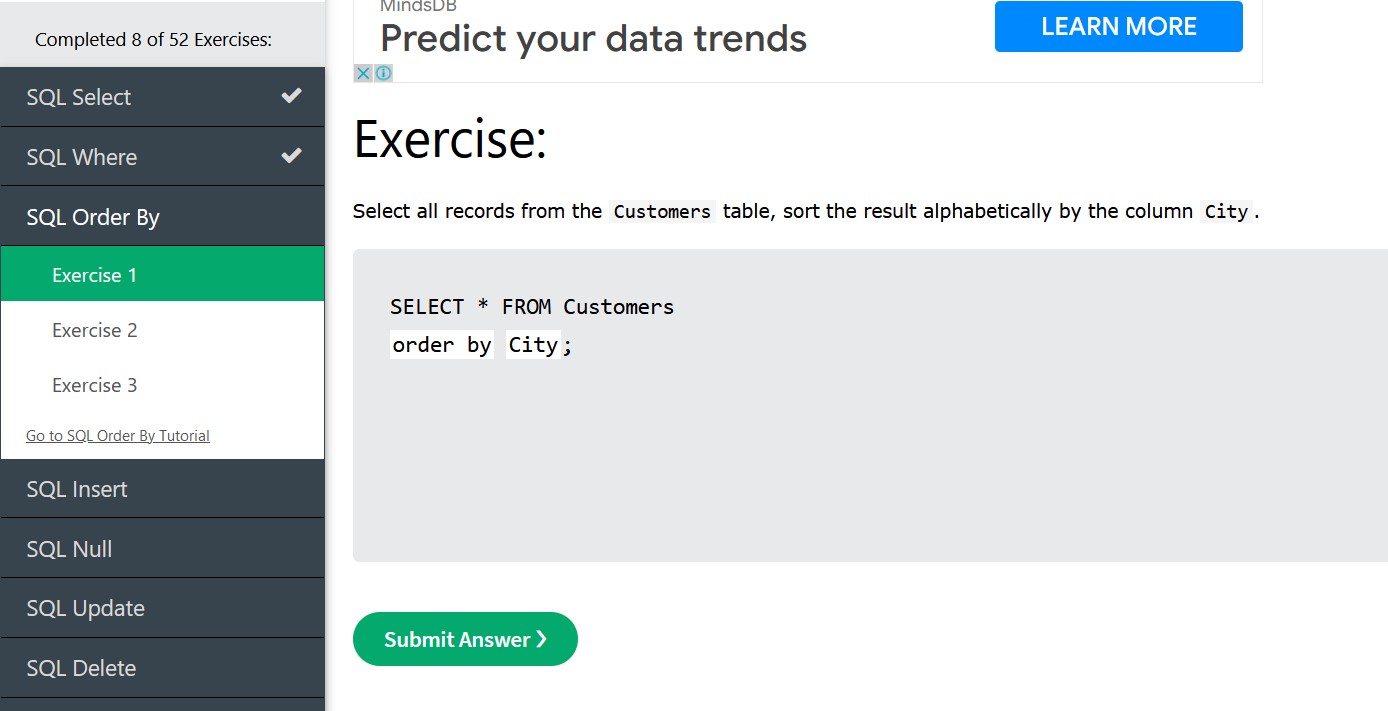 Completed 8 of 52 Exercises:
SQL Select
SQL Where
SQL Order By
Exercise 1
Exercise 2
Exercise 3
Go to SQL Order By Tutorial
SQL Insert
SQL Null
SQL Update
SQL Delete
MindsDB
Predict your data trends
LEARN MORE
Exercise:
Select all records from the Customers table, sort the result alphabetically by the column City.
SELECT * FROM Customers
order by City;
Submit Answer ❯